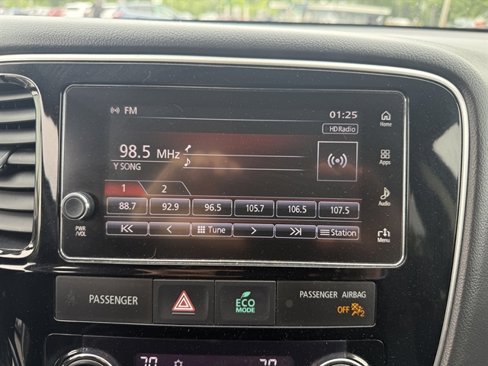 FM 01:25
HD Radio
98.5 MHz
Y SONG
1 2
88.7 92.9 96.5 105.7 106.5 107.5
Tune Station
Home
Apps
Audio
Menu
PWR
/VOL
PASSENGER
ECO
MODE
PASSENGER AIRBAG
OFF
70 70